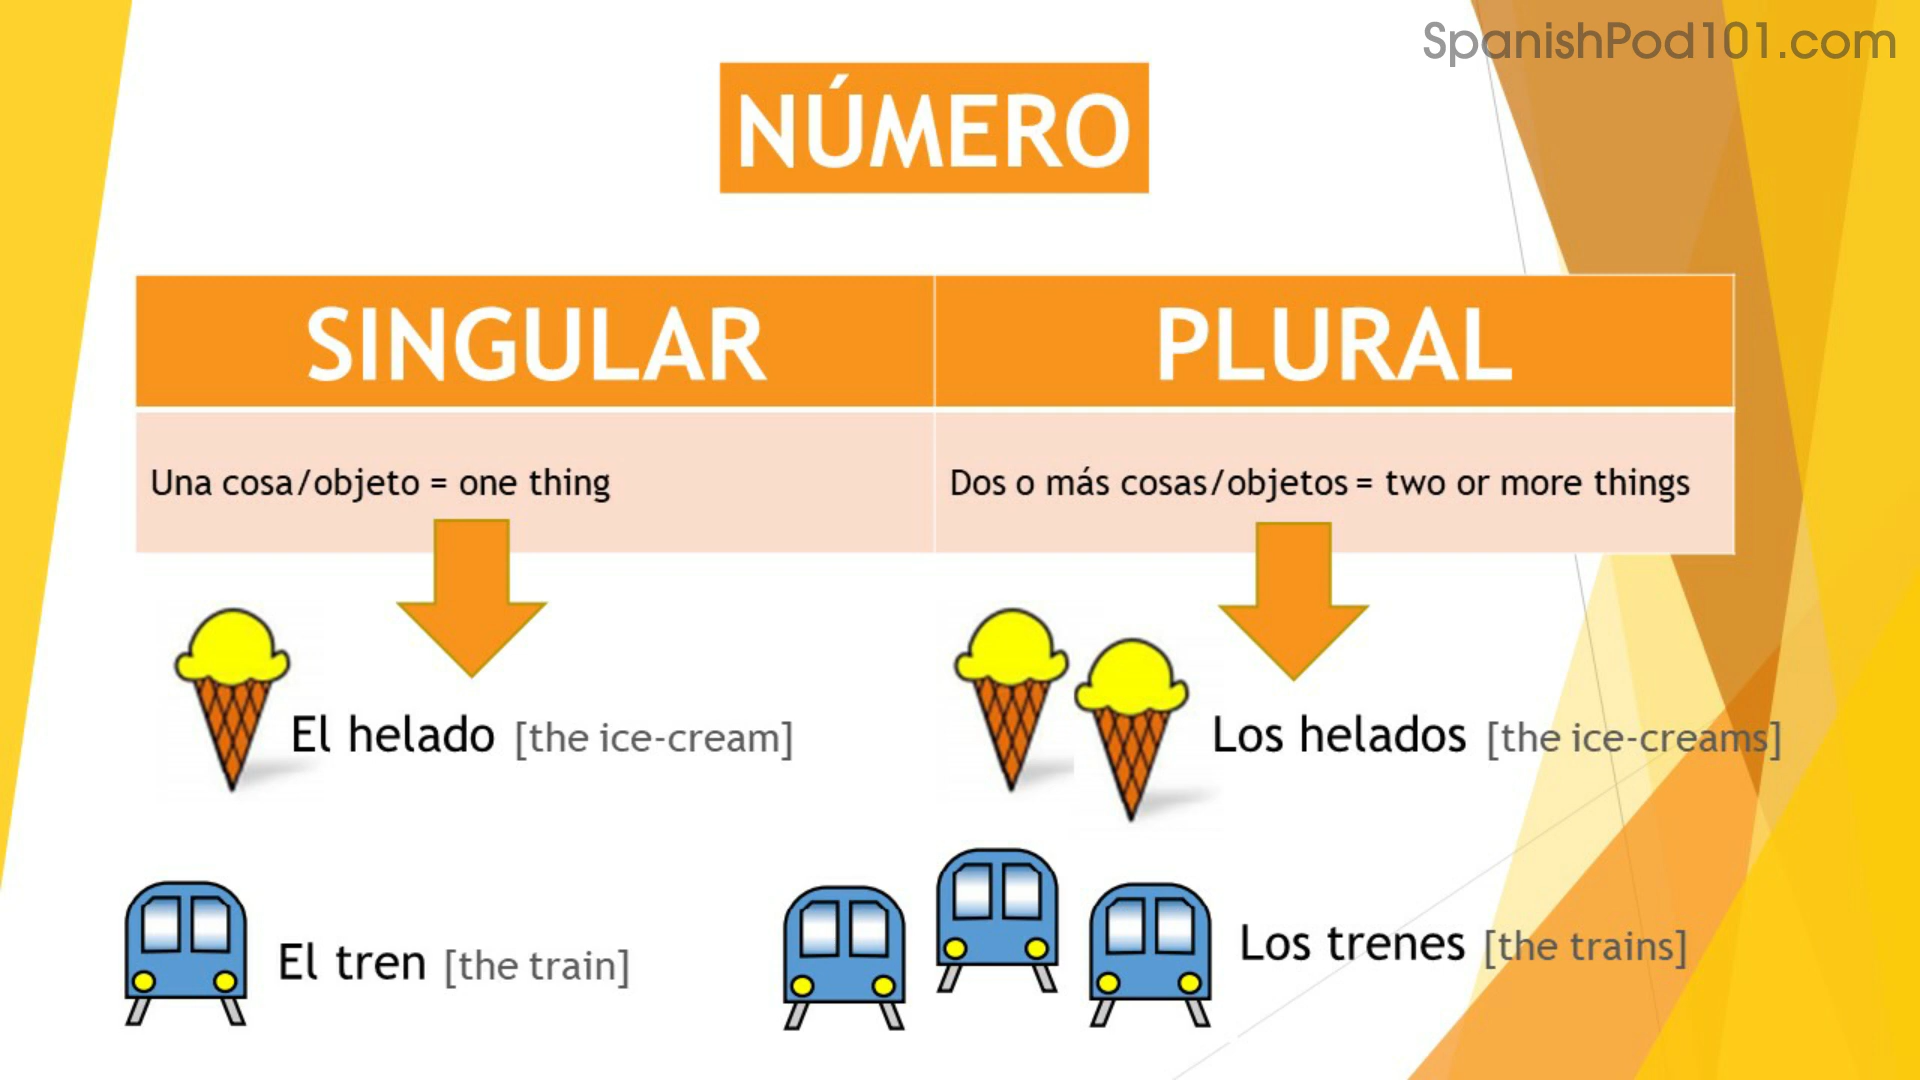 SpanishPod101.com
NÚMERO
SINGULAR
PLURAL
Una cosa/objeto = one thing
Dos o más cosas/objetos = two or more things
El helado [the ice-cream]
Los helados [the ice-creams]
El tren [the train]
Los trenes [the trains]